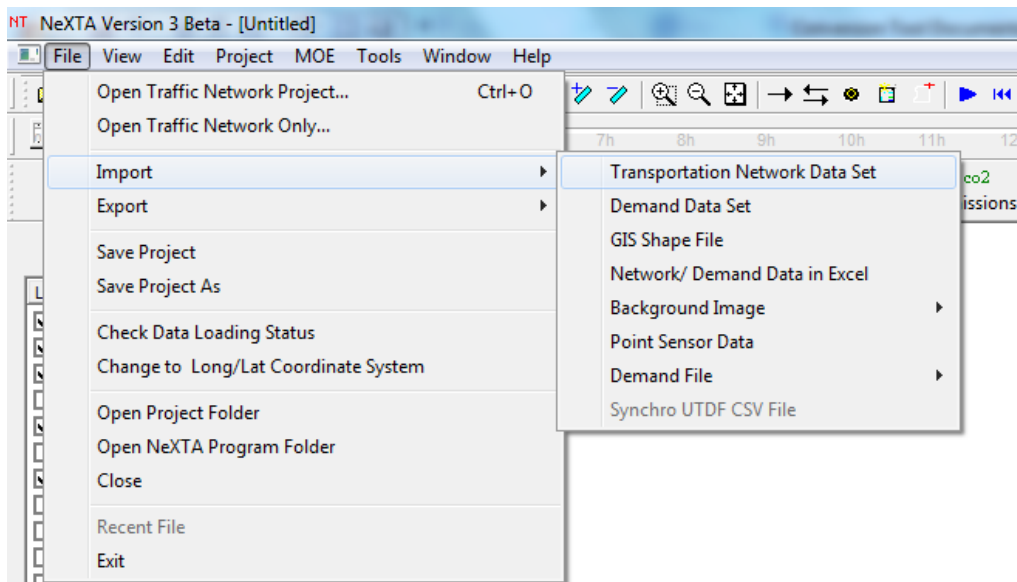 NT NeXTA Version 3 Beta - [Untitled]
File View Edit Project MOE Tools Window Help
Open Traffic Network Project... Ctrl+O
Open Traffic Network Only...
7h 8h 9h 10h 11h 12
Import
Export
Save Project
Save Project As
Check Data Loading Status
Change to Long/Lat Coordinate System
Open Project Folder
Open NeXTA Program Folder
Close
Recent File
Exit
Transportation Network Data Set
Demand Data Set
GIS Shape File
Network/ Demand Data in Excel
Background Image
Point Sensor Data
Demand File
Synchro UTDF CSV File
co2
issions
L